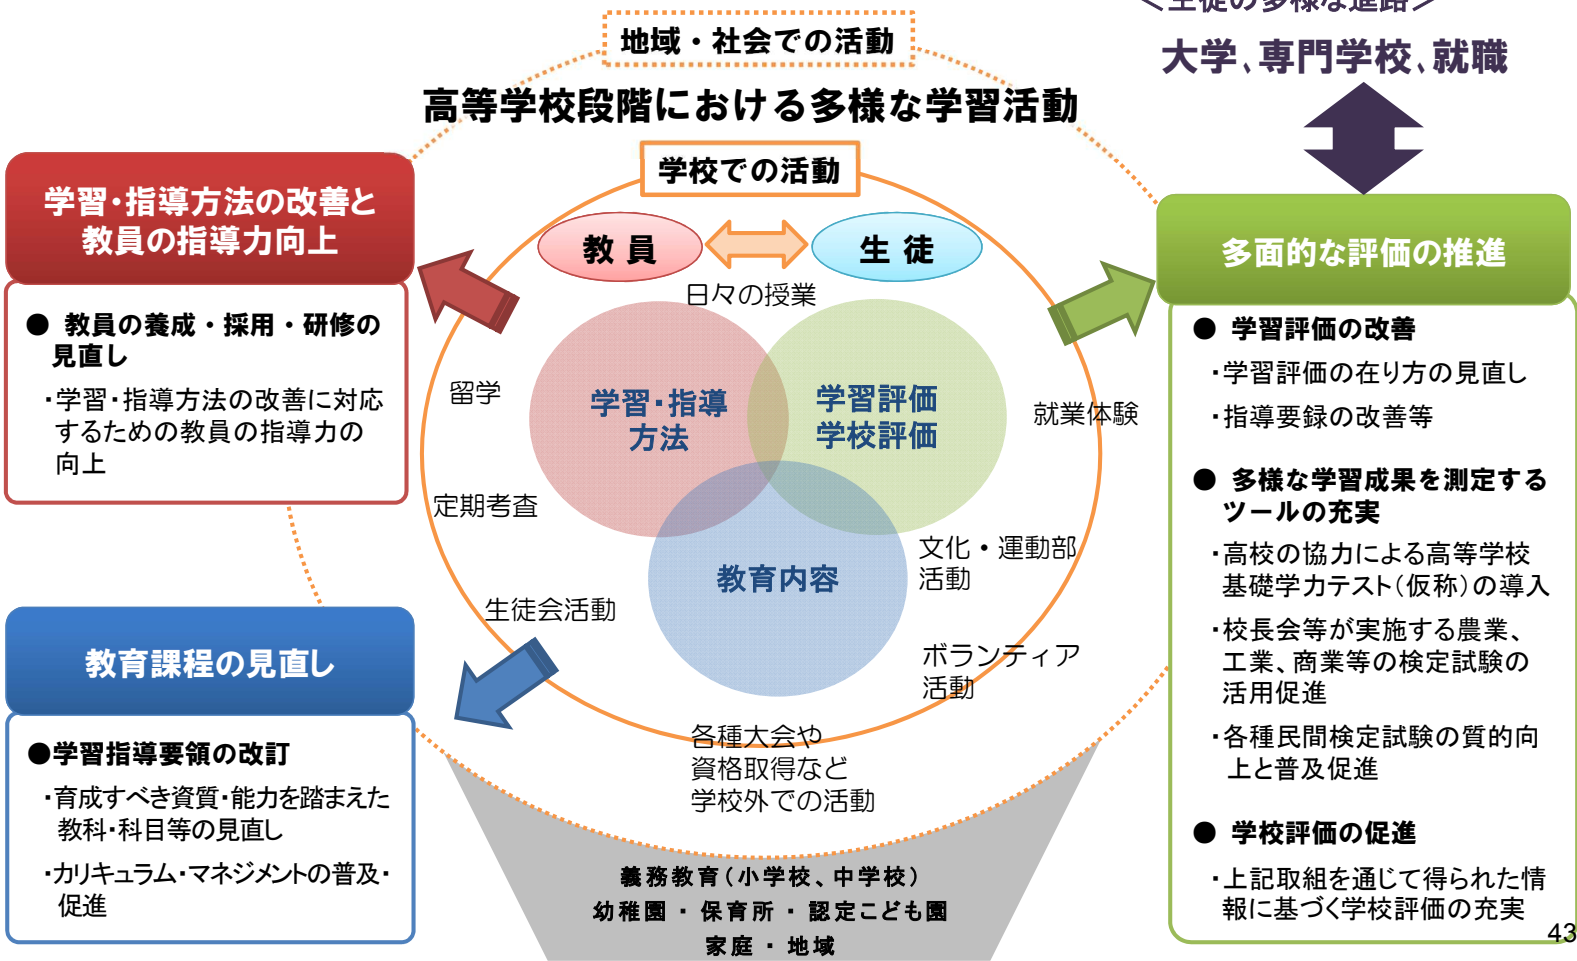 ＜生徒の多様な進路＞
大学、専門学校、就職
地域・社会での活動
高等学校段階における多様な学習活動
学校での活動
教員
生徒
日々の授業
学習・指導方法の改善と
教員の指導力向上
● 教員の養成・採用・研修の
見直し
・学習・指導方法の改善に対応
するための教員の指導力の
向上
留学
定期考査
生徒会活動
学習・指導
方法
学習評価
学校評価
教育内容
就業体験
文化・運動部
活動
ボランティア
活動
各種大会や
資格取得など
学校外での活動
教育課程の見直し
●学習指導要領の改訂
・育成すべき資質・能力を踏まえた
教科・科目等の見直し
・カリキュラム・マネジメントの普及・
促進
多面的な評価の推進
● 学習評価の改善
・学習評価の在り方の見直し
・指導要録の改善等
● 多様な学習成果を測定する
ツールの充実
・高校の協力による高等学校
基礎学力テスト（仮称）の導入
・校長会等が実施する農業、
工業、商業等の検定試験の
活用促進
・各種民間検定試験の質的向
上と普及促進
● 学校評価の促進
・上記取組を通じて得られた情
報に基づく学校評価の充実
義務教育（小学校、中学校）
幼稚園・保育所・認定こども園
家庭・地域
43